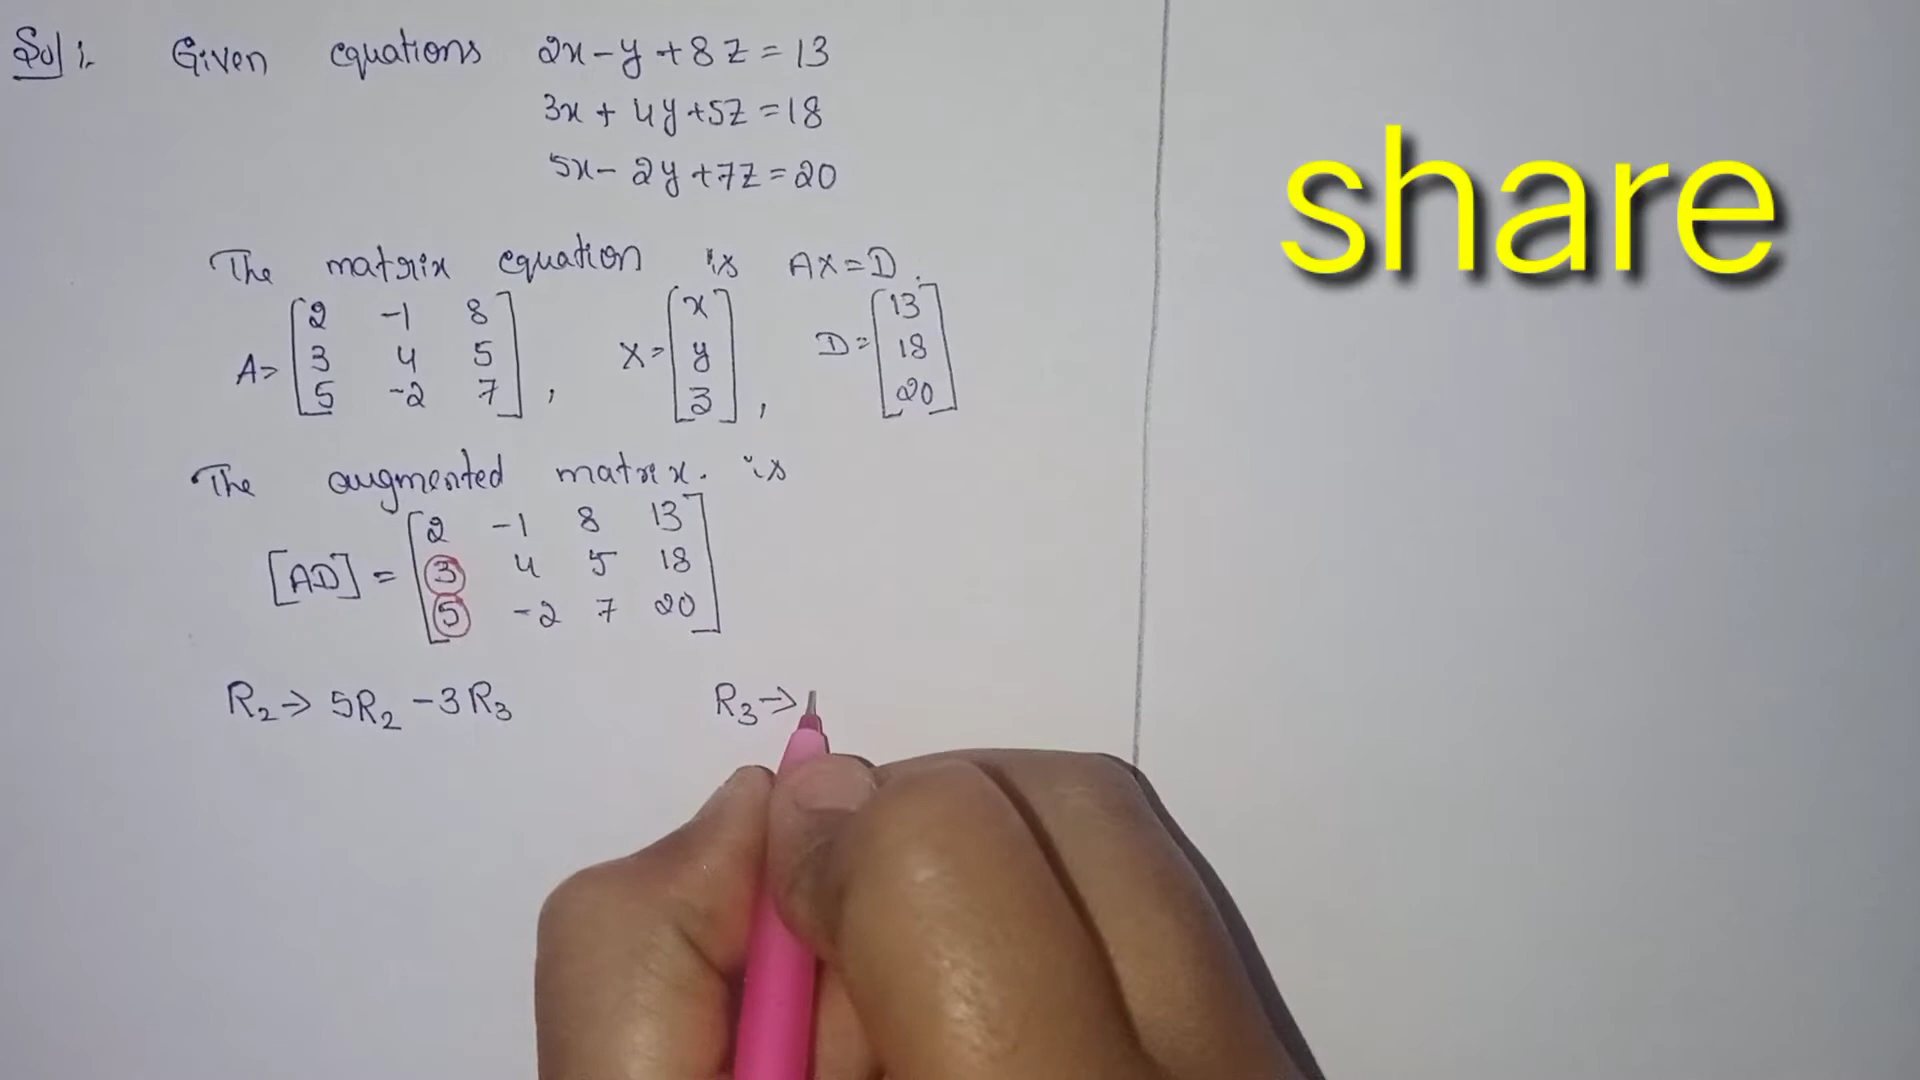 Sol:. Given equations 2x-y+8z=13
3x+4y+5z=18
5x-2y+7z=20
share
The matrix equation is AX=D.
A= [2 -1 8
3 4 5
5 -2 7], X= [x
y
z], D= [13
18
20]
The augmented matrix. is
[AD] = [2 -1 8 13
3 4 5 18
5 -2 7 20]
R₂→ 5R₂ -3R₃ R₃→